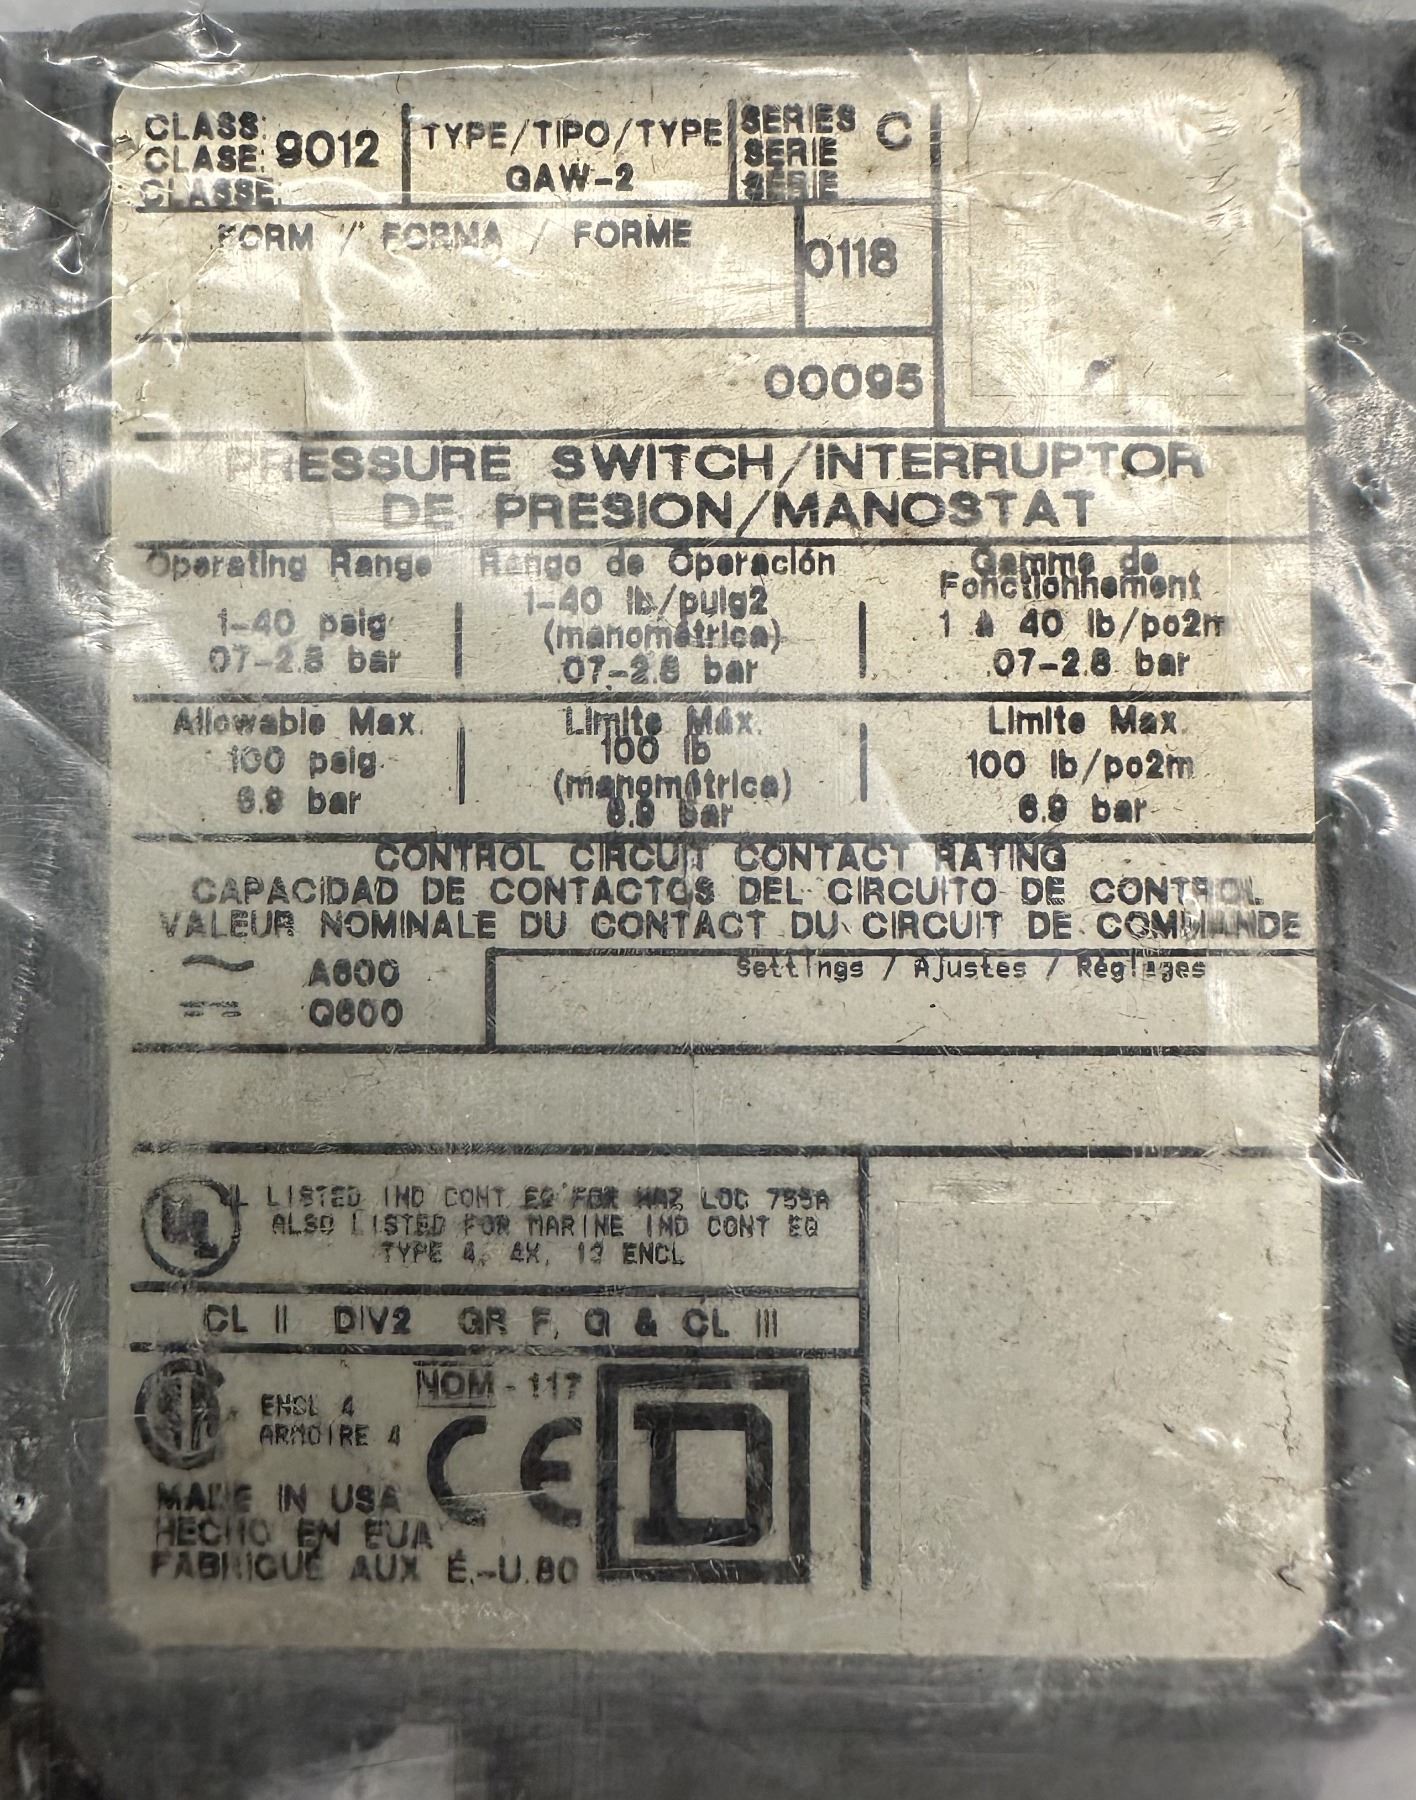 CLASS: 9012 TYPE/TIPO/TYPE SERIES C
CLASE: SERIE
CLASSE: GAW-2 SÉRIE
FORM / FORMA / FORME 0118
00095
PRESSURE SWITCH/INTERRUPTOR
DE PRESION/MANOSTAT
Operating Range Rango de Operación Gamme de
Fonctionnement
1-40 psig 1-40 lb/pulg2 1 à 40 lb/po2m
(manométrica)
.07-2.8 bar .07-2.8 bar .07-2.8 bar
Allowable Max. Limite Máx. Limite Max.
100 psig 100 lb 100 lb/po2m
(manométrica)
6.9 bar 6.9 bar 6.9 bar
CONTROL CIRCUIT CONTACT RATING
CAPACIDAD DE CONTACTOS DEL CIRCUITO DE CONTROL
VALEUR NOMINALE DU CONTACT DU CIRCUIT DE COMMANDE
A600 Settings / Ajustes / Réglages
Q600
UL LISTED IND CONT EQ FOR HAZ LOC 755A
ALSO LISTED FOR MARINE IND CONT EQ
TYPE 4, 4X, 13 ENCL
CL II DIV2 GR F, G & CL III
NOM-117
ENCL 4
ARMOIRE 4
CE
D
MADE IN USA
HECHO EN EUA
FABRIQUÉ AUX É.-U.80